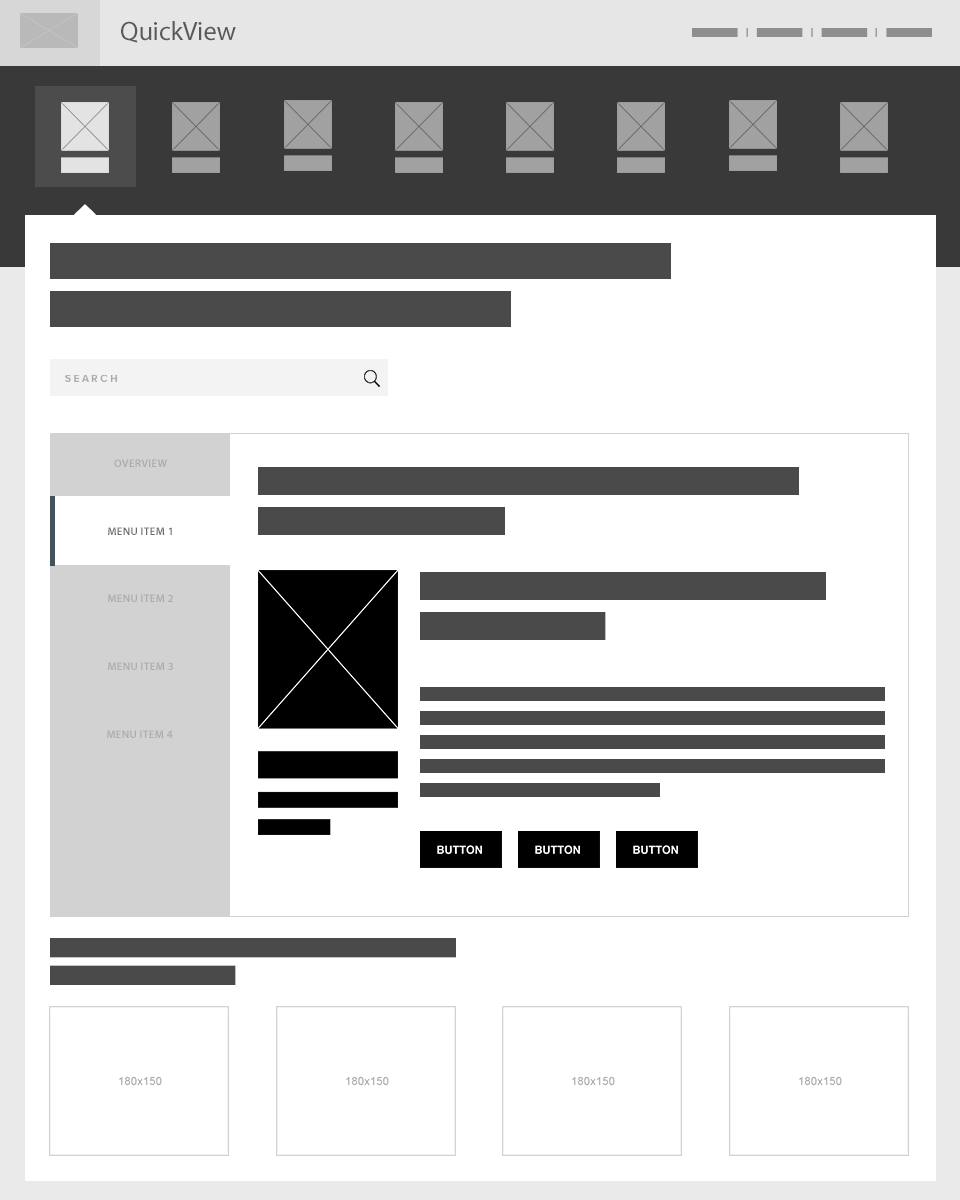 QuickView
SEARCH
OVERVIEW
MENU ITEM 1
MENU ITEM 2
MENU ITEM 3
MENU ITEM 4
BUTTON BUTTON BUTTON
180x150 180x150 180x150 180x150